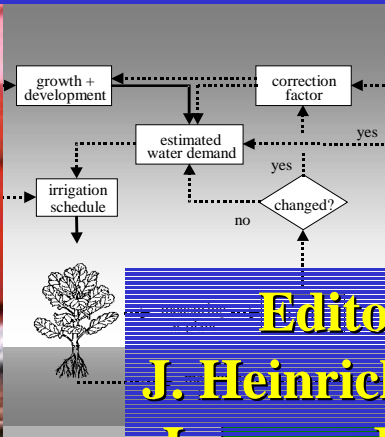 growth +
development
correction
factor
yes
estimated
water demand
yes
irrigation
schedule
changed?
no
Edito
J. Heinrich